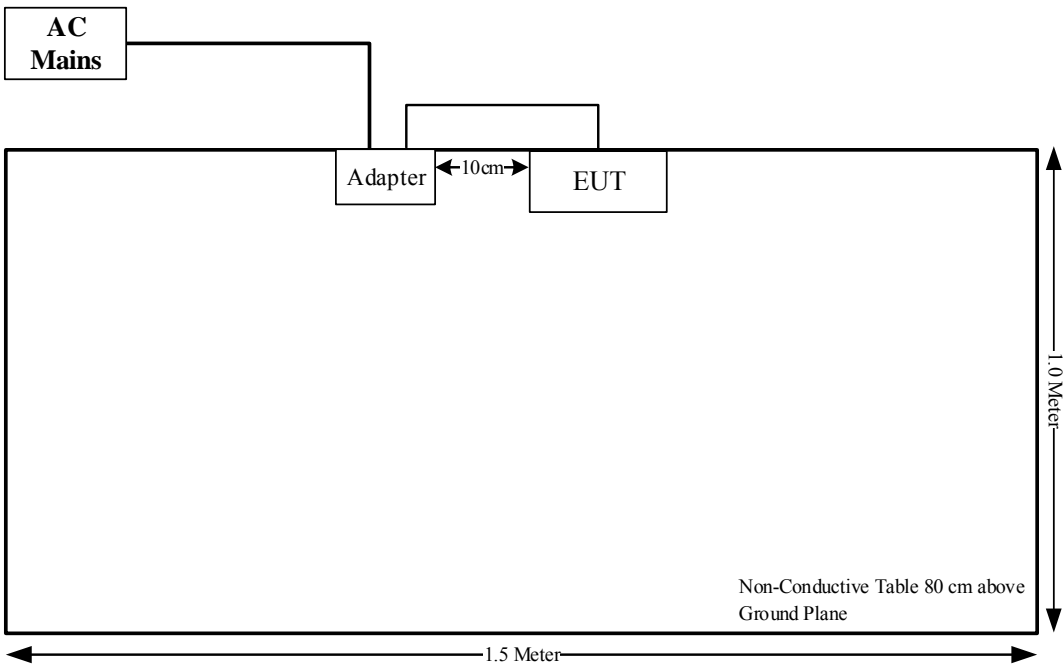 AC
Mains
Adapter
10cm
EUT
1.0 Meter
Non-Conductive Table 80 cm above
Ground Plane
1.5 Meter